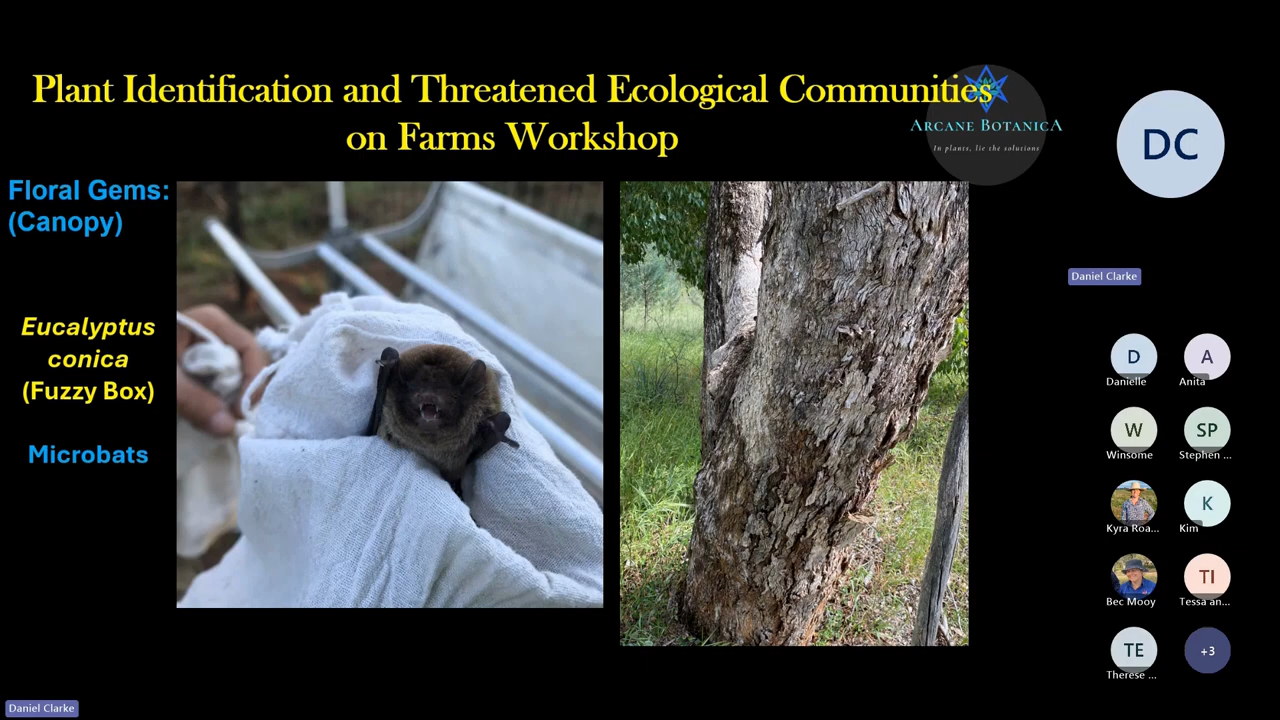 Plant Identification and Threatened Ecological Communities
on Farms Workshop
ARCANE BOTANICA
In plants, lie the solutions
DC
Floral Gems:
(Canopy)
Daniel Clarke
Eucalyptus
conica
(Fuzzy Box)
Microbats
D
A
Danielle
Anita
W
SP
Winsome
Stephen ...
K
Kyra Roa...
Kim
TI
Bec Mooy
Tessa an...
TE
+3
Therese ...
Daniel Clarke